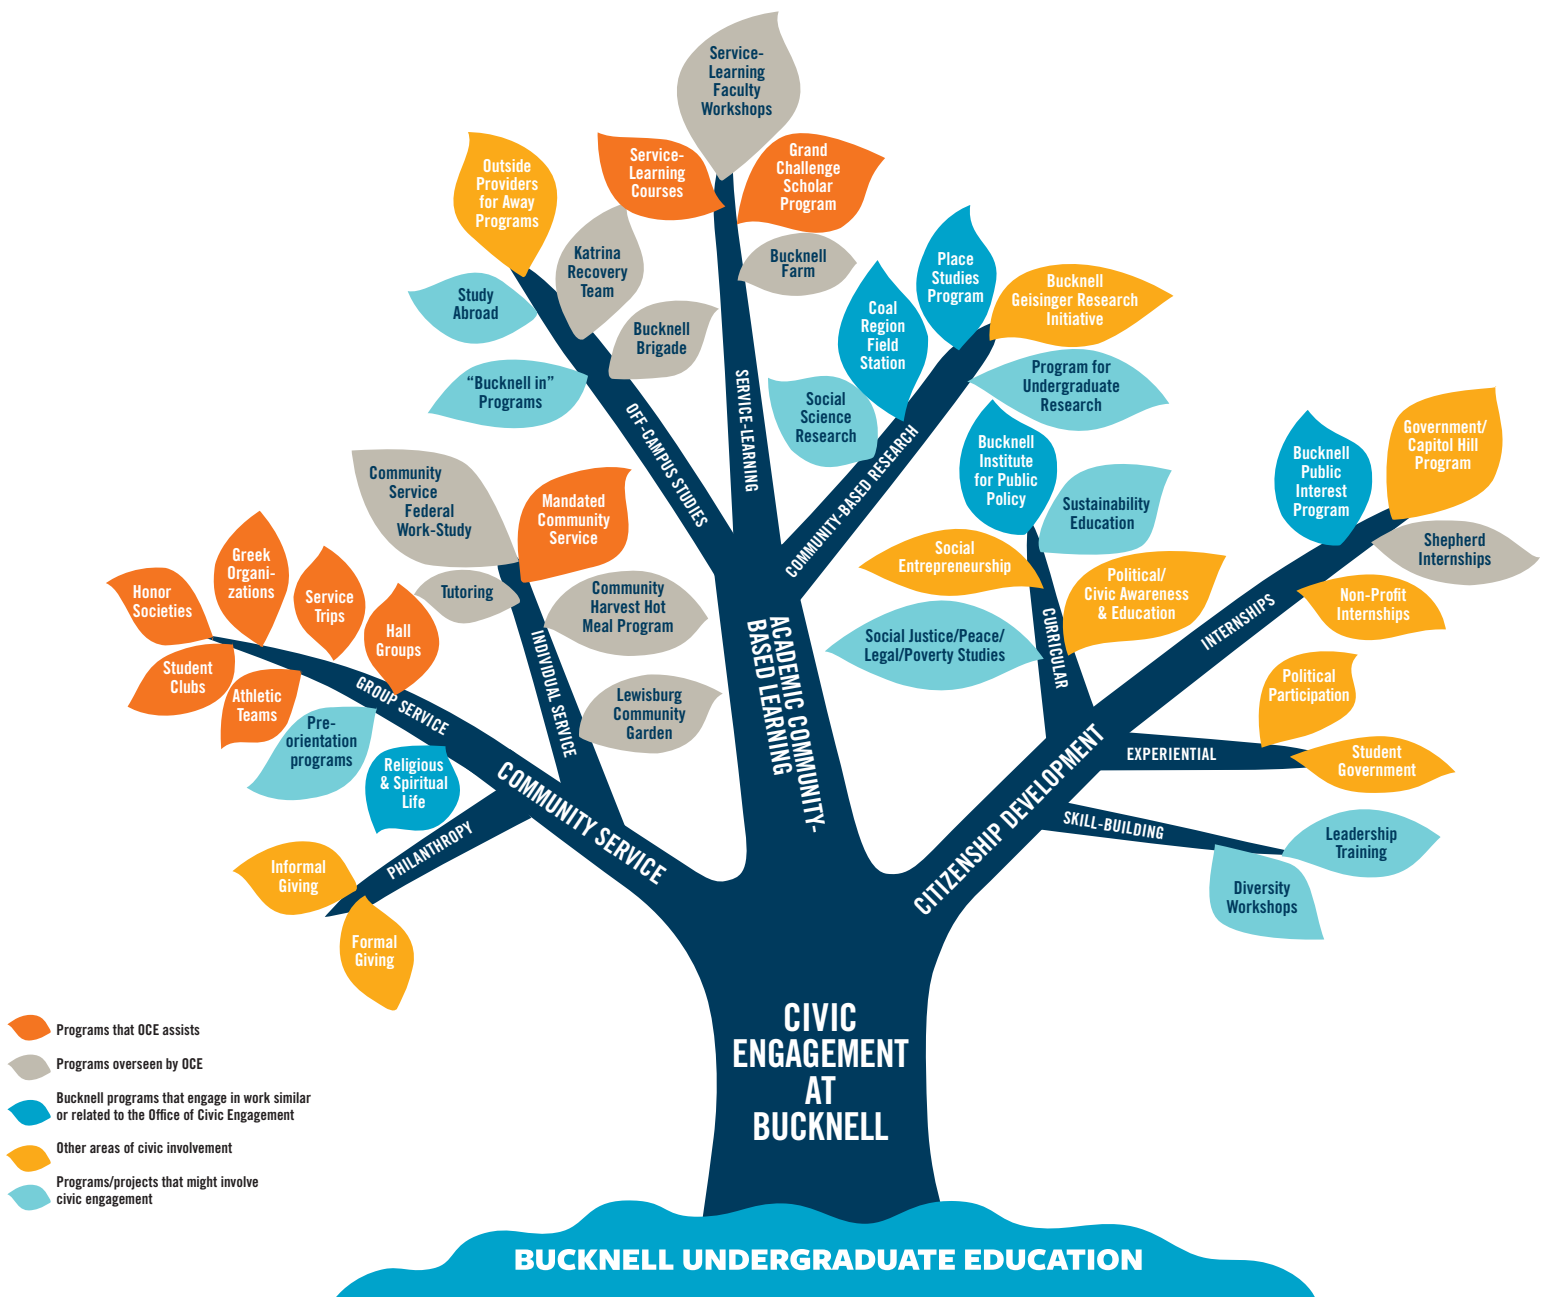 Service-
Learning
Faculty
Workshops
Service-
Learning
Courses
Grand
Challenge
Scholar
Program
Bucknell
Farm
SERVICE-LEARNING
Outside
Providers
for Away
Programs
Katrina
Recovery
Team
Study
Abroad
Bucknell
Brigade
“Bucknell in”
Programs
OFF-CAMPUS STUDIES
Place
Studies
Program
Bucknell
Geisinger Research
Initiative
Coal
Region
Field
Station
Program for
Undergraduate
Research
Social
Science
Research
COMMUNITY-BASED RESEARCH
ACADEMIC COMMUNITY-
BASED LEARNING
Community
Service
Federal
Work-Study
Mandated
Community
Service
Tutoring
Community
Harvest Hot
Meal Program
Lewisburg
Community
Garden
INDIVIDUAL SERVICE
Honor
Societies
Greek
Organi-
zations
Service
Trips
Hall
Groups
Student
Clubs
Athletic
Teams
Pre-
orientation
programs
Religious
& Spiritual
Life
GROUP SERVICE
COMMUNITY SERVICE
PHILANTHROPY
Informal
Giving
Formal
Giving
Bucknell
Institute
for Public
Policy
Sustainability
Education
Social
Entrepreneurship
Political/
Civic Awareness
& Education
Social Justice/Peace/
Legal/Poverty Studies
CURRICULAR
Bucknell
Public
Interest
Program
Government/
Capitol Hill
Program
Shepherd
Internships
Non-Profit
Internships
INTERNSHIPS
Political
Participation
Student
Government
EXPERIENTIAL
SKILL-BUILDING
Leadership
Training
Diversity
Workshops
CITIZENSHIP DEVELOPMENT
CIVIC
ENGAGEMENT
AT
BUCKNELL
Programs that OCE assists
Programs overseen by OCE
Bucknell programs that engage in work similar
or related to the Office of Civic Engagement
Other areas of civic involvement
Programs/projects that might involve
civic engagement
BUCKNELL UNDERGRADUATE EDUCATION